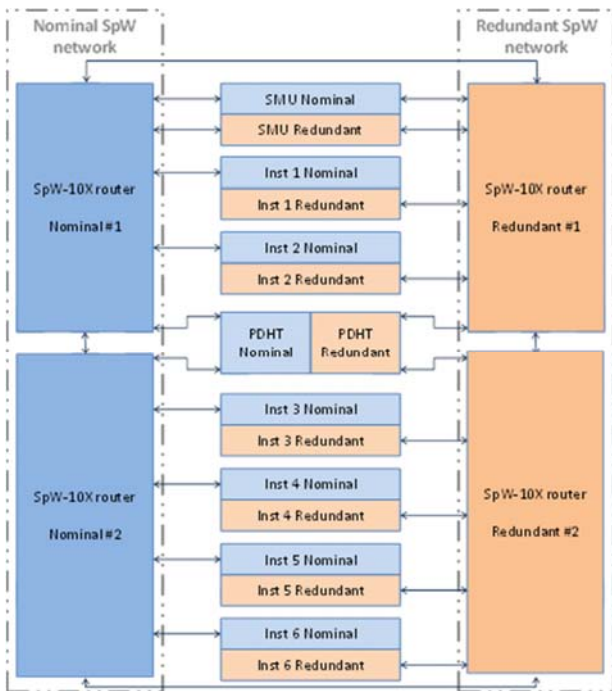 Nominal SpW
network
Redundant SpW
network
SMU Nominal
SMU Redundant
SpW-10X router
Nominal #1
Inst 1 Nominal
Inst 1 Redundant
SpW-10X router
Redundant #1
Inst 2 Nominal
Inst 2 Redundant
PDHT
Nominal
PDHT
Redundant
Inst 3 Nominal
Inst 3 Redundant
SpW-10X router
Nominal #2
Inst 4 Nominal
Inst 4 Redundant
SpW-10X router
Redundant #2
Inst 5 Nominal
Inst 5 Redundant
Inst 6 Nominal
Inst 6 Redundant